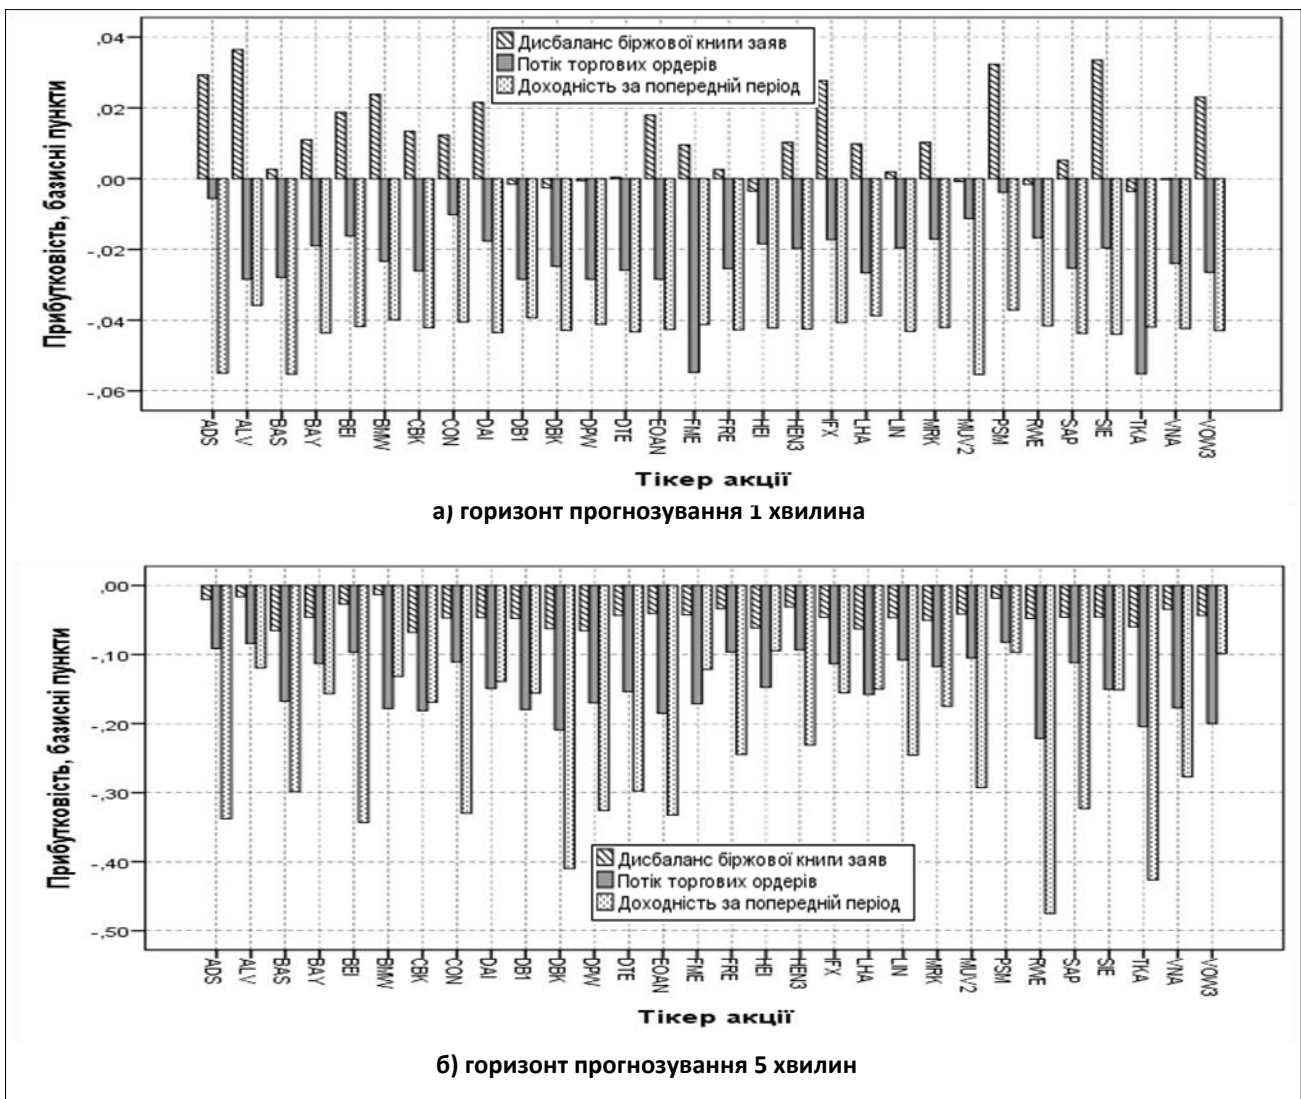 Прибутковість, базисні пункти
,04
,02
,00
-,02
-,04
-,06
Дисбаланс біржової книги заяв
Потік торгових ордерів
Доходність за попередній період
ADS ALV BAS BAY BEI BMW CBK CON DAI DB1 DBK DPW DTE EOAN FME FRE HEI HEN3 IFX LHA LIN MRK MUV2 PSM RWE SAP SIE TKA VNA VOW3
Тікер акції
а) горизонт прогнозування 1 хвилина
Прибутковість, базисні пункти
,00
-,10
-,20
-,30
-,40
-,50
Дисбаланс біржової книги заяв
Потік торгових ордерів
Доходність за попередній період
ADS ALV BAS BAY BEI BMW CBK CON DAI DB1 DBK DPW DTE EOAN FME FRE HEI HEN3 IFX LHA LIN MRK MUV2 PSM RWE SAP SIE TKA VNA VOW3
Тікер акції
б) горизонт прогнозування 5 хвилин